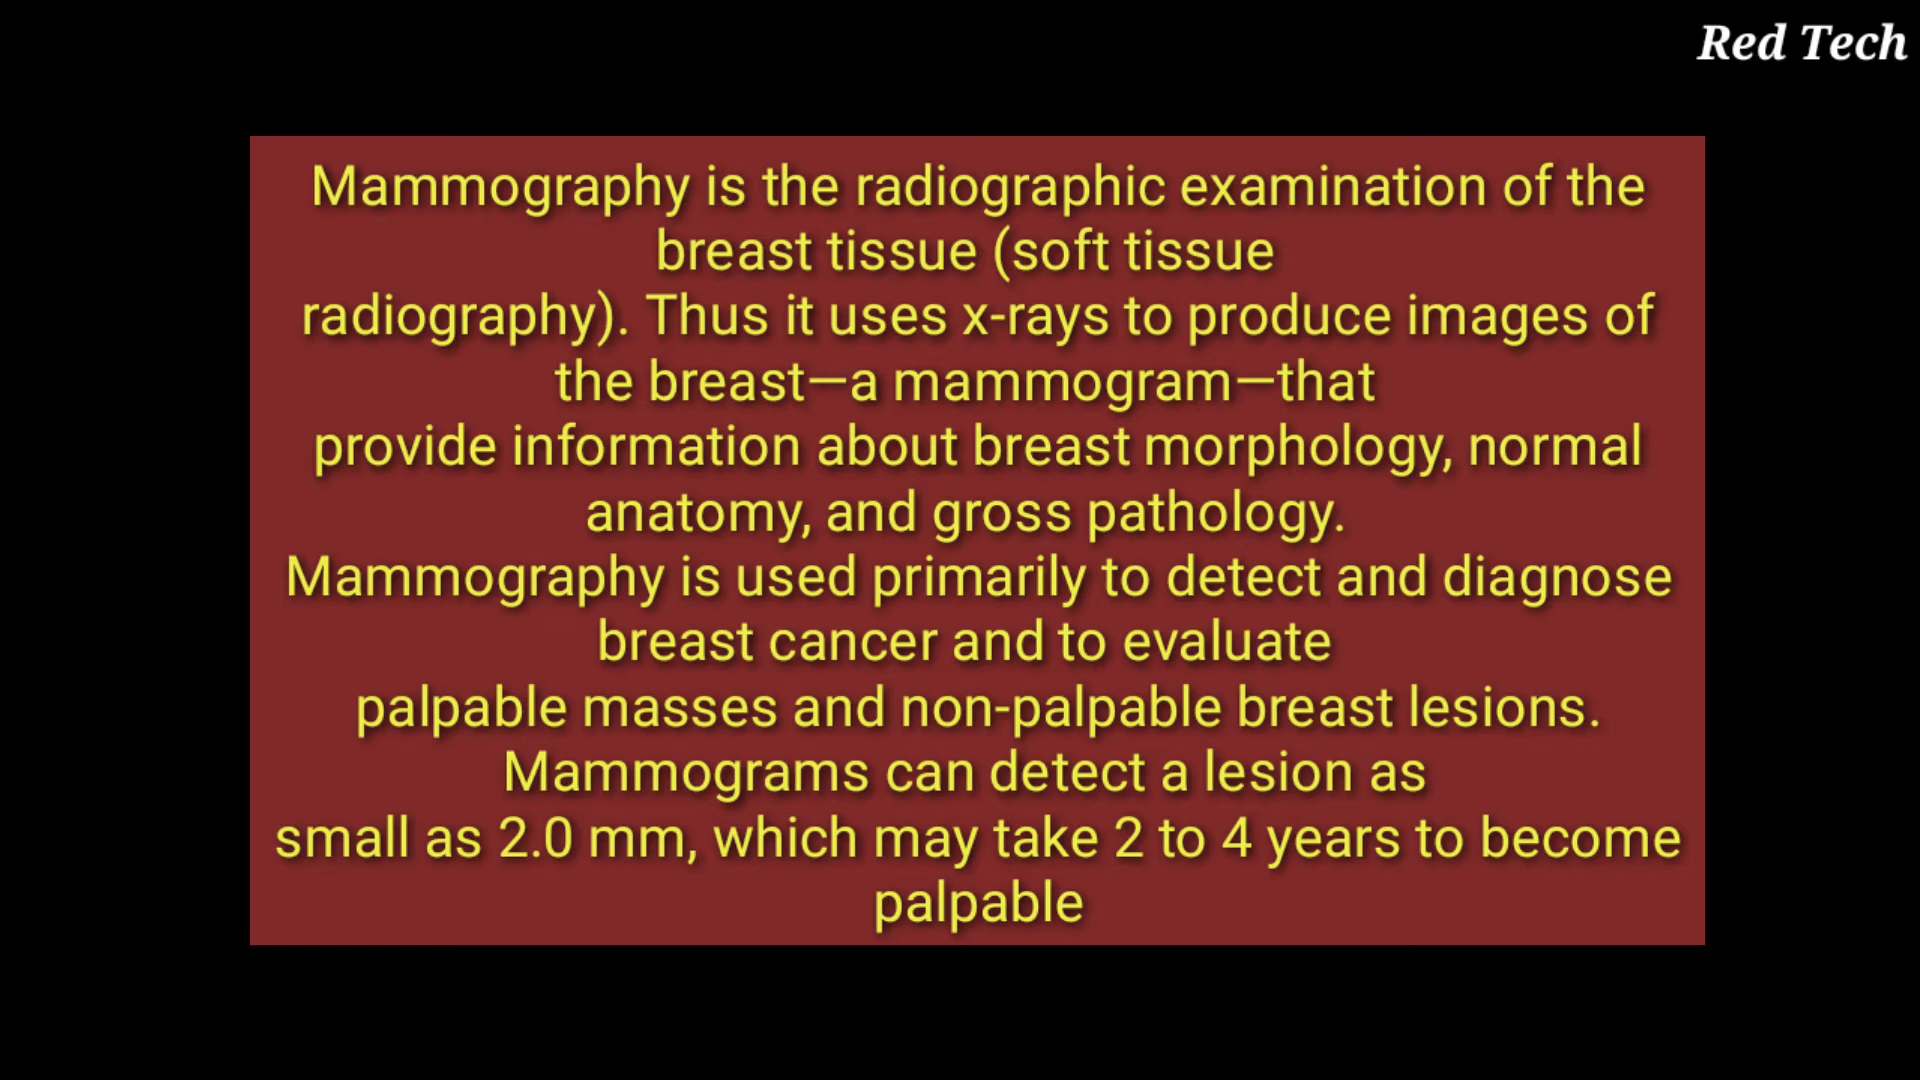 Red Tech
Mammography is the radiographic examination of the
breast tissue (soft tissue
radiography). Thus it uses x-rays to produce images of
the breast—a mammogram—that
provide information about breast morphology, normal
anatomy, and gross pathology.
Mammography is used primarily to detect and diagnose
breast cancer and to evaluate
palpable masses and non-palpable breast lesions.
Mammograms can detect a lesion as
small as 2.0 mm, which may take 2 to 4 years to become
palpable